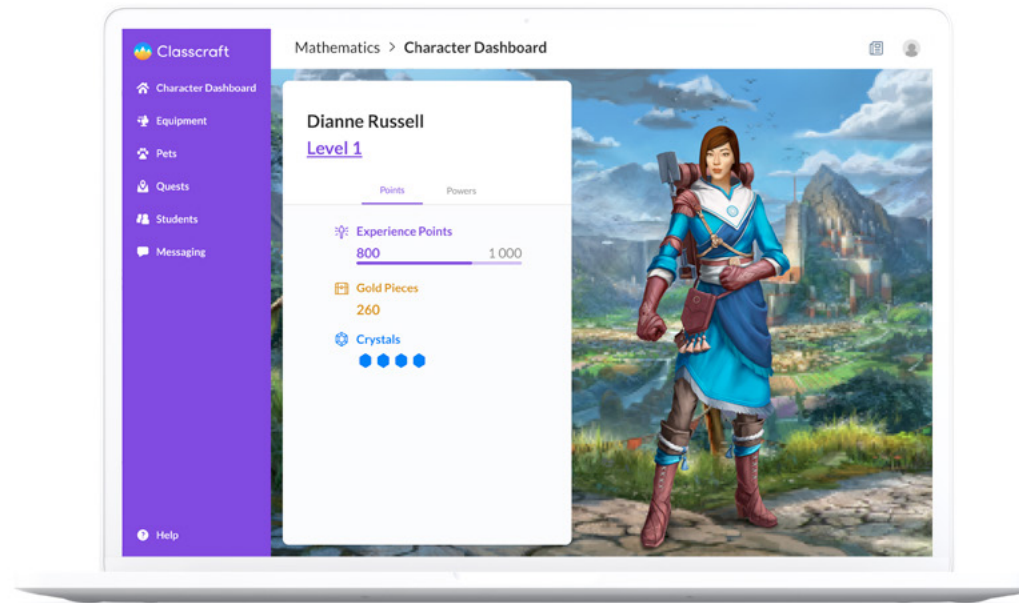 Classcraft
Mathematics > Character Dashboard
Character Dashboard
Equipment
Pets
Quests
Students
Messaging
Help
Dianne Russell
Level 1
Points Powers
Experience Points
800 1 000
Gold Pieces
260
Crystals